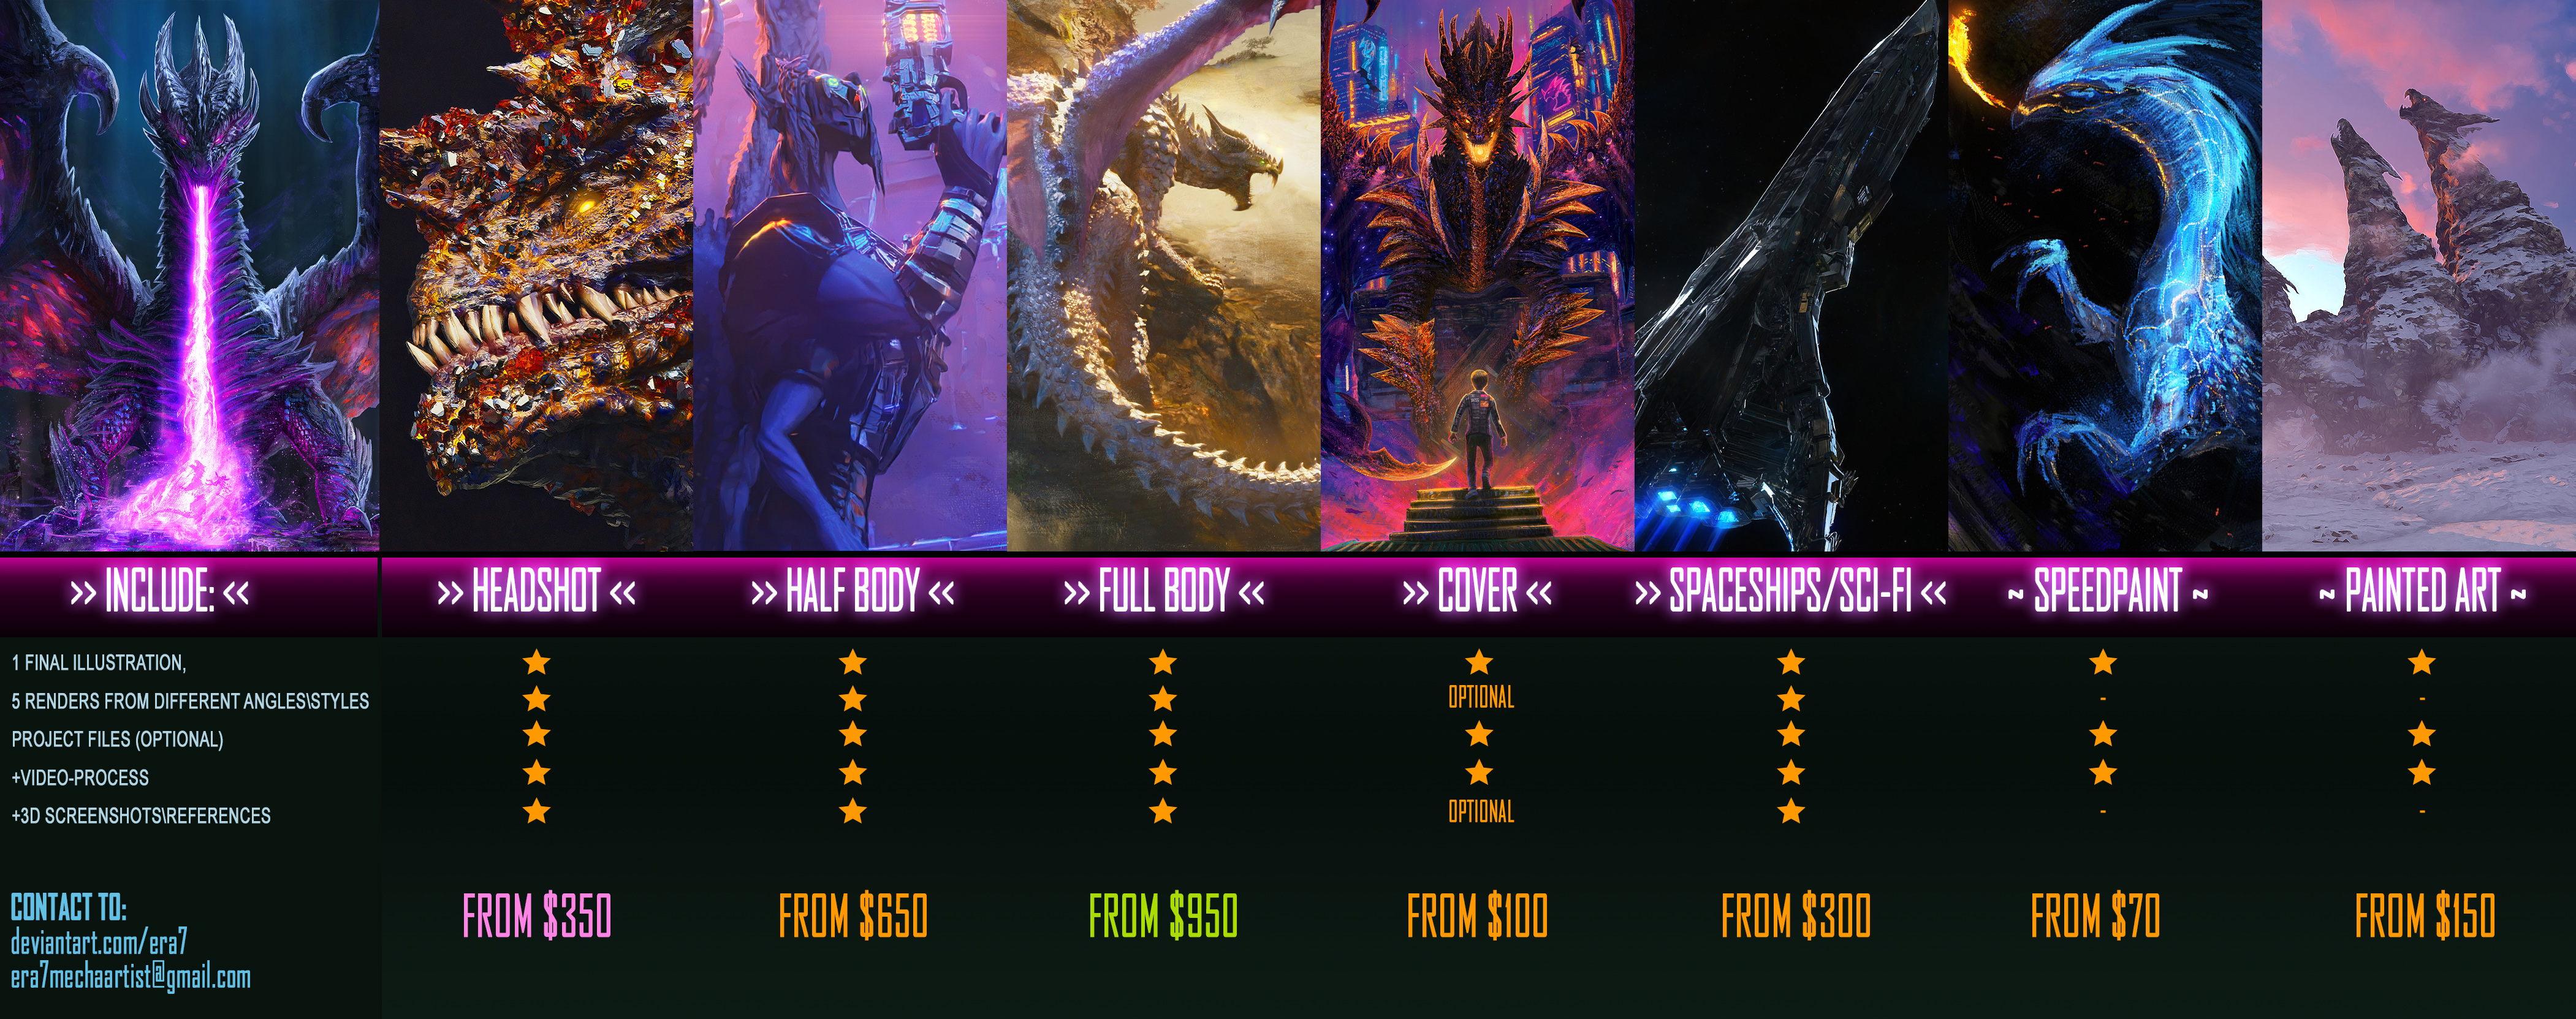 >> INCLUDE: <<
>> HEADSHOT <<
>> HALF BODY <<
>> FULL BODY <<
>> COVER <<
>> SPACESHIPS/SCI-FI <<
~ SPEEDPAINT ~
~ PAINTED ART ~
1 FINAL ILLUSTRATION,
5 RENDERS FROM DIFFERENT ANGLES\STYLES
OPTIONAL
-
-
PROJECT FILES (OPTIONAL)
+VIDEO-PROCESS
+3D SCREENSHOTS\REFERENCES
OPTIONAL
-
-
FROM $350
FROM $650
FROM $950
FROM $100
FROM $300
FROM $70
FROM $150
CONTACT TO:
deviantart.com/era7
era7mechaartist@gmail.com